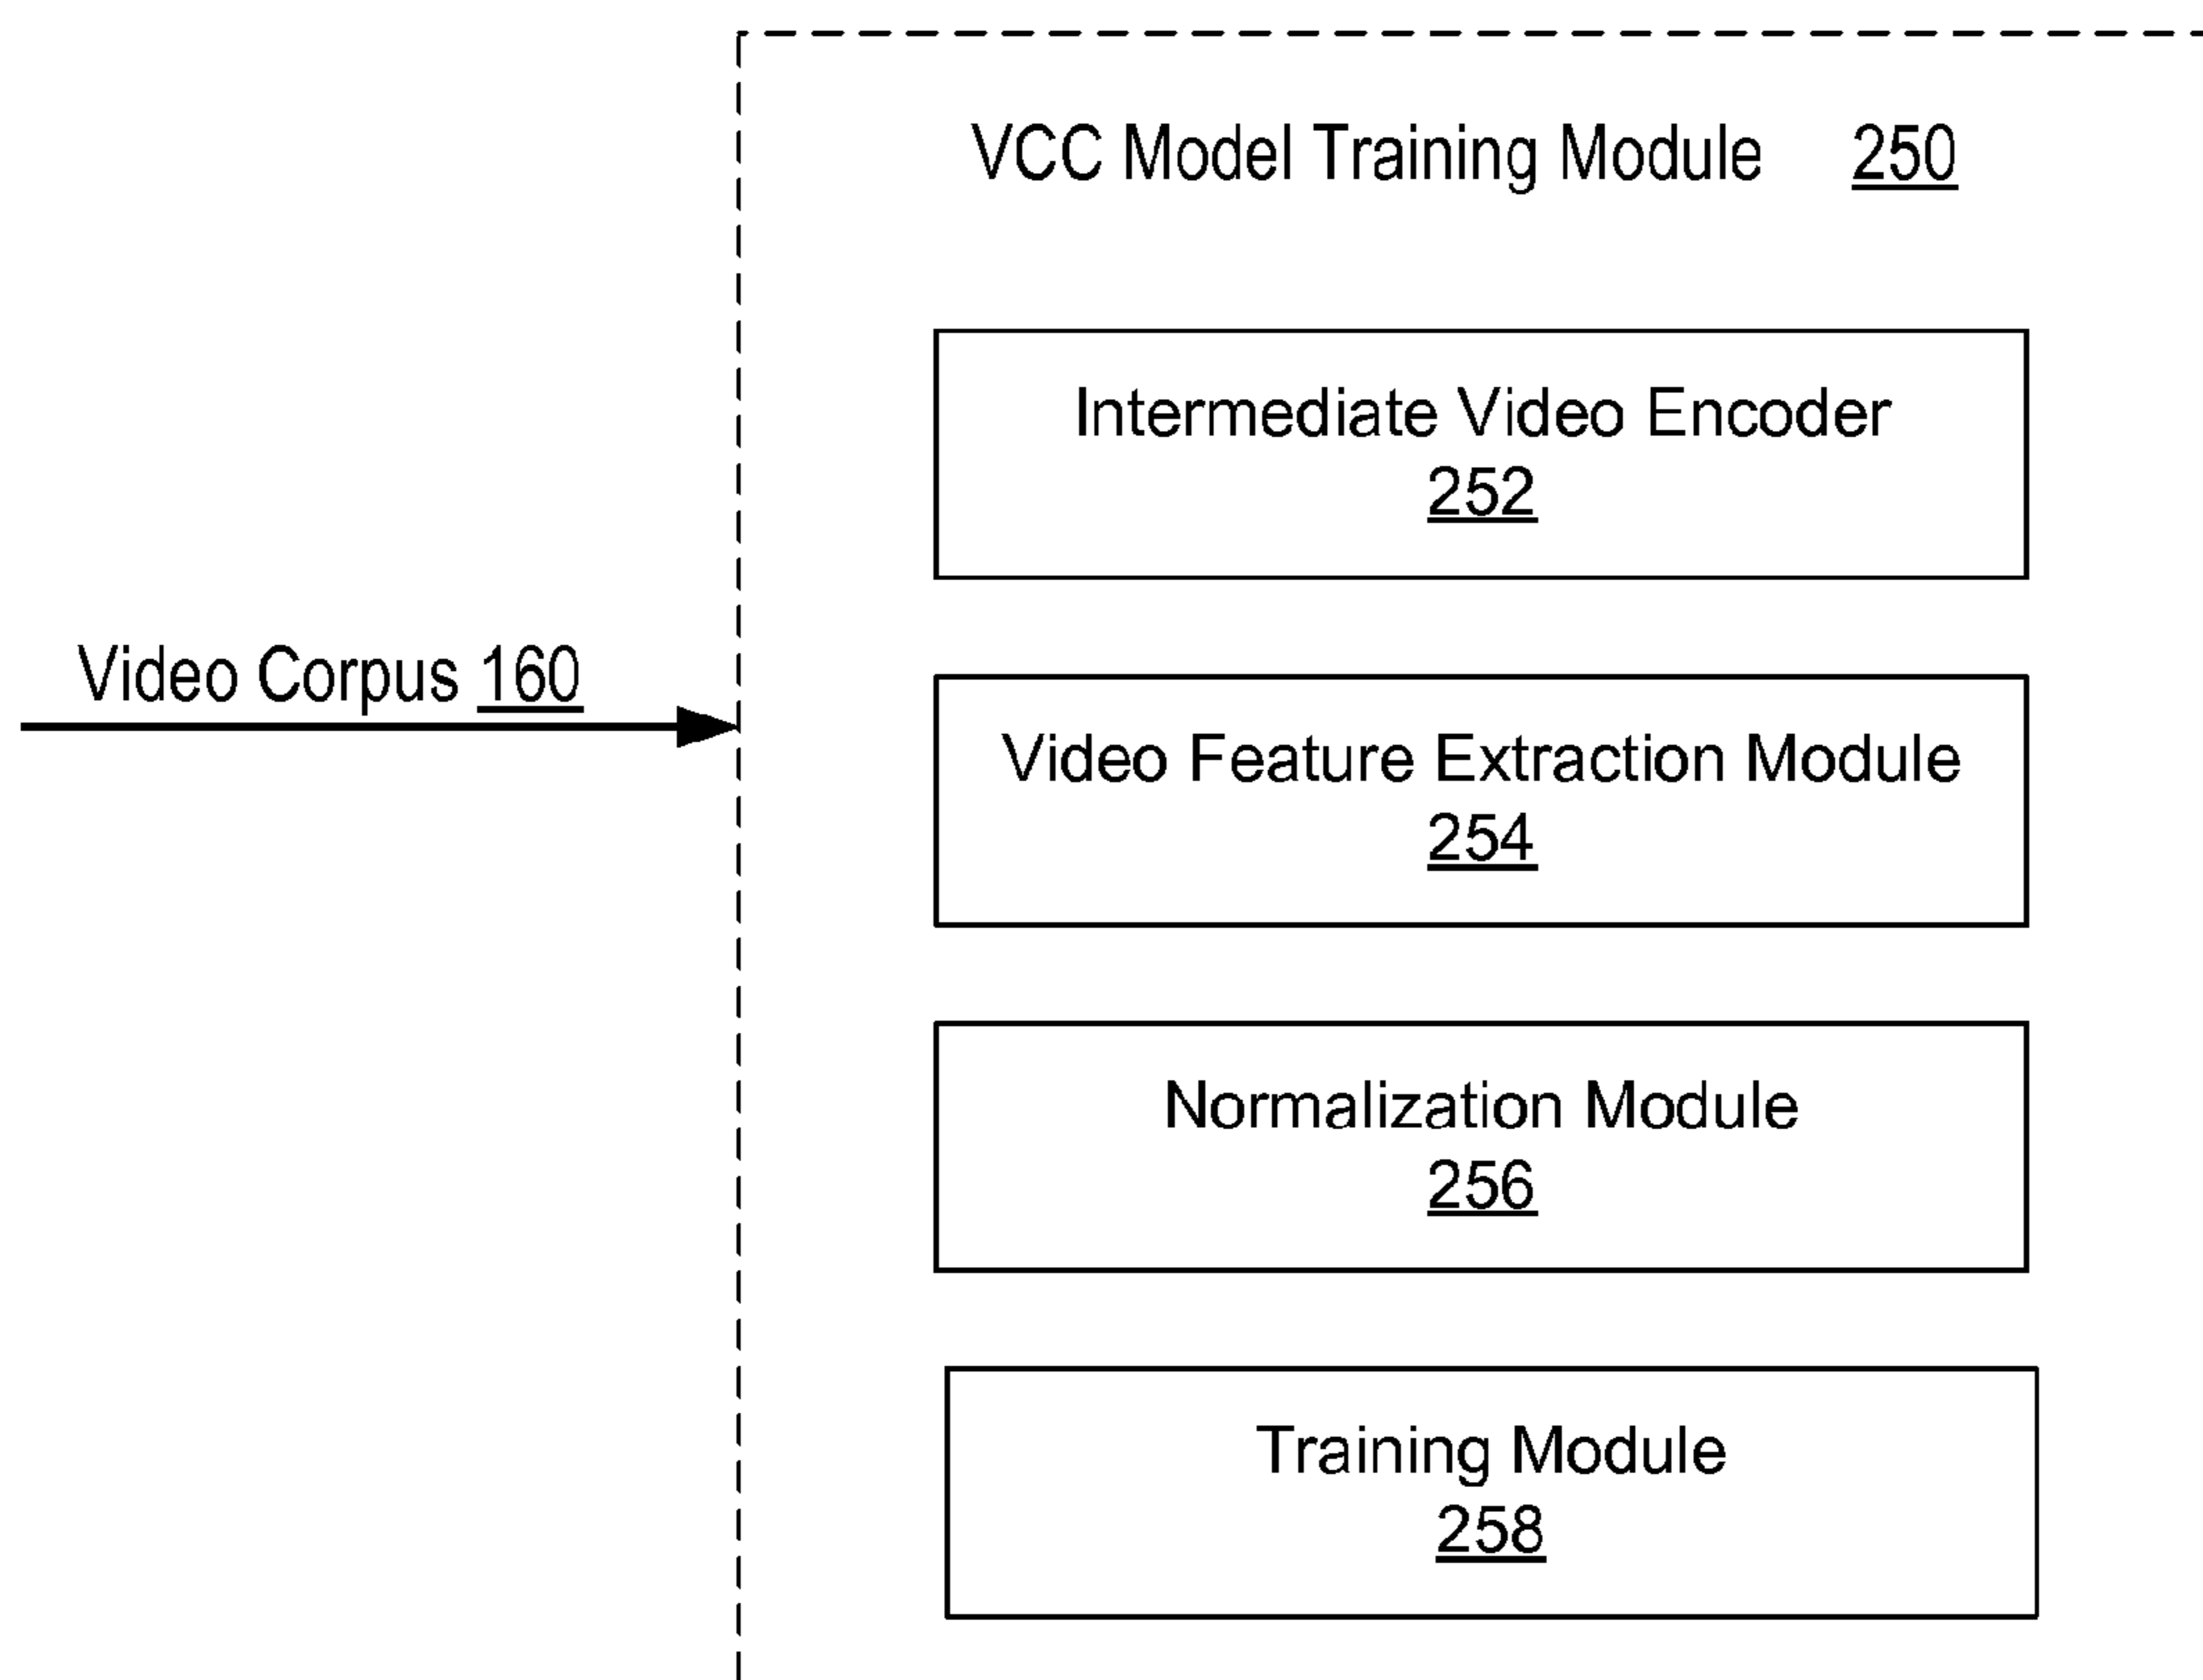 VCC Model Training Module 250
Intermediate Video Encoder
252
Video Corpus 160
Video Feature Extraction Module
254
Normalization Module
256
Training Module
258